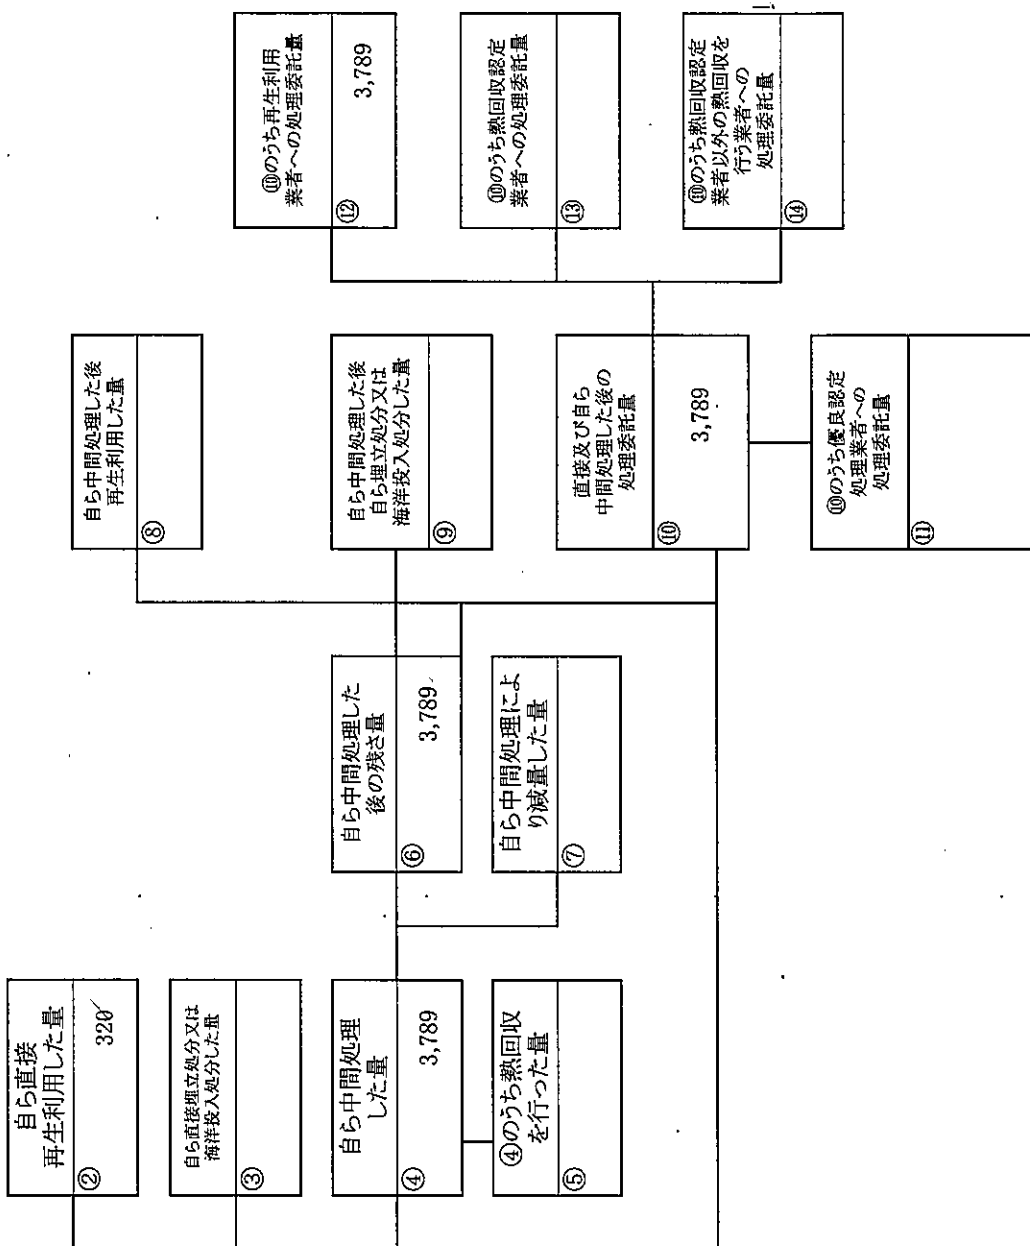 自ら直接
再生利用した量
②
320
自ら直接埋立処分又は
海洋投入処分した量
③
自ら中間処理
した量
④
3,789
④のうち熱回収
を行った量
⑤
自ら中間処理した
後の残さ量
⑥
3,789
自ら中間処理によ
り減量した量
⑦
自ら中間処理した後
再生利用した量
⑧
自ら中間処理した後
自ら埋立処分又は
海洋投入処分した量
⑨
直接及び自ら
中間処理した後の
処理委託量
⑩
3,789
⑩のうち優良認定
処理業者への
処理委託量
⑪
⑩のうち再生利用
業者への処理委託量
⑫
3,789
⑩のうち熱回収認定
業者への処理委託量
⑬
⑩のうち熱回収認定
業者以外の熱回収を
行う業者への
処理委託量
⑭